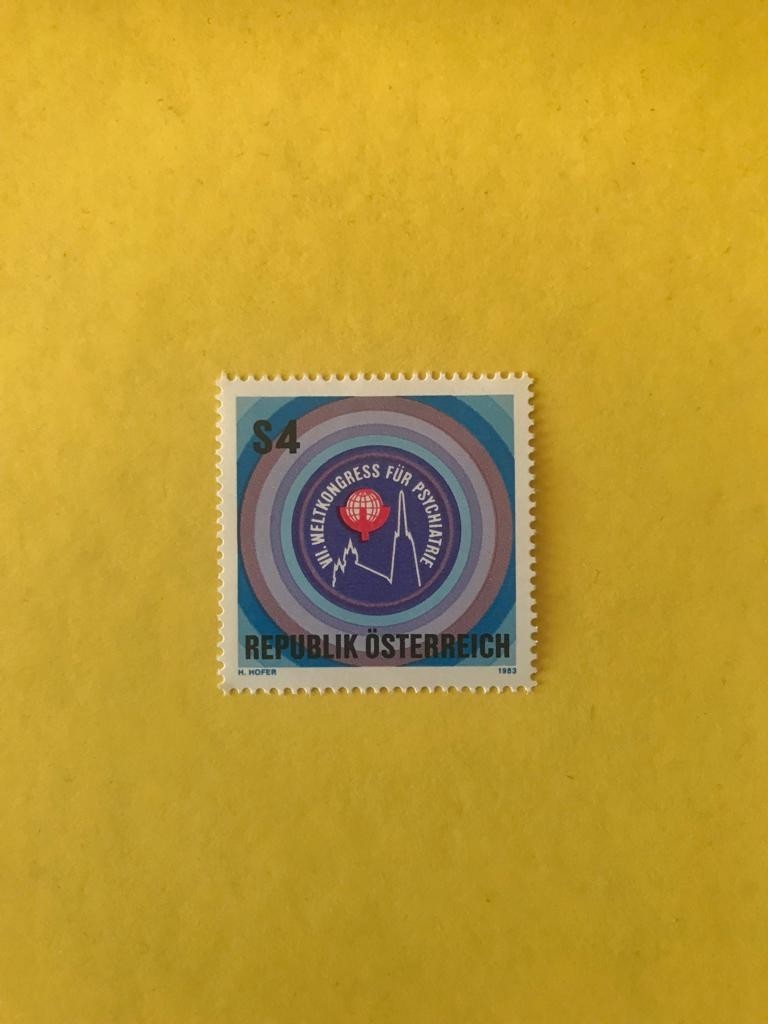 S4
VII. WELTKONGRESS FÜR PSYCHIATRIE
REPUBLIK ÖSTERREICH
H. HOFER 1983